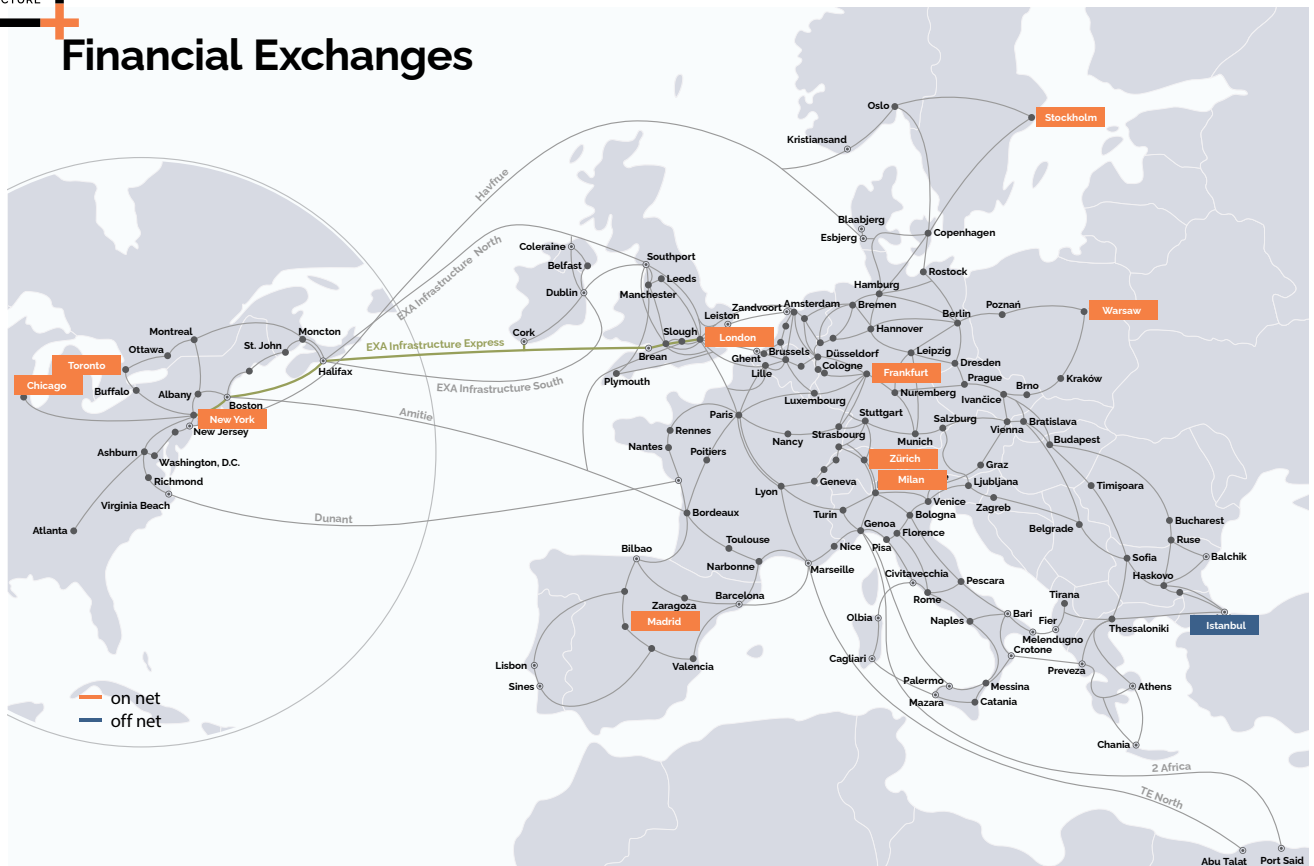 CTURE
Financial Exchanges
Oslo
Stockholm
Kristiansand
Havfrue
Blaabjerg
Esbjerg
Copenhagen
EXA Infrastructure North
Coleraine
Belfast
Dublin
Cork
Southport
Leeds
Manchester
Rostock
Hamburg
Zandvoort
Amsterdam
Bremen
Poznań
Warsaw
Leiston
Berlin
Slough
London
Hannover
Montreal
Moncton
Ottawa
St. John
EXA Infrastructure Express
Brean
Ghent
Brussels
Düsseldorf
Leipzig
Toronto
Halifax
Lille
Cologne
Frankfurt
Dresden
Chicago
Plymouth
Prague
Kraków
Buffalo
Albany
EXA Infrastructure South
Nuremberg
Brno
Boston
Luxembourg
Ivančice
New York
Amitie
Paris
Stuttgart
Salzburg
New Jersey
Rennes
Strasbourg
Munich
Vienna
Bratislava
Nantes
Nancy
Budapest
Ashburn
Poitiers
Zürich
Washington, D.C.
Graz
Richmond
Geneva
Milan
Ljubljana
Timişoara
Virginia Beach
Lyon
Venice
Zagreb
Dunant
Bordeaux
Turin
Bologna
Atlanta
Genoa
Belgrade
Bucharest
Florence
Toulouse
Nice
Pisa
Ruse
Bilbao
Balchik
Narbonne
Marseille
Sofia
Civitavecchia
Haskovo
Pescara
Barcelona
Tirana
Zaragoza
Rome
Madrid
Olbia
Naples
Bari
Fier
Istanbul
Melendugno
Thessaloniki
Crotone
Lisbon
Valencia
Cagliari
Preveza
Sines
Palermo
Messina
Athens
Mazara
Catania
on net
off net
Chania
2 Africa
TE North
Abu Talat
Port Said